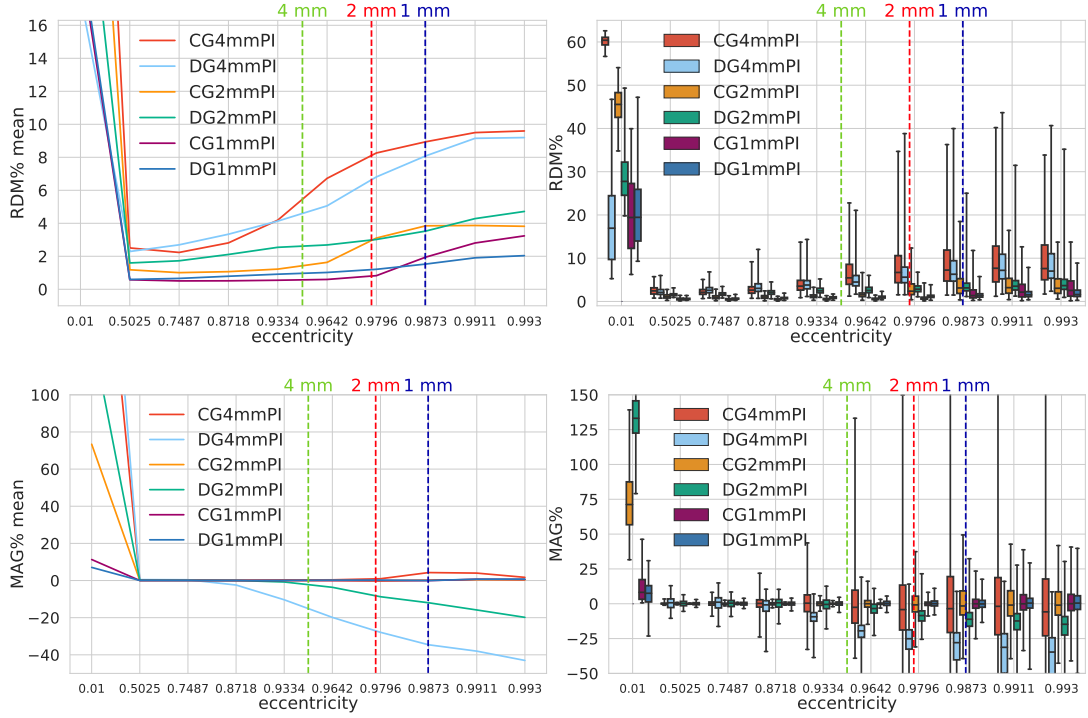 4 mm 2 mm 1 mm
RDM% mean
16
14
12
10
8
6
4
2
0
CG4mmPI
DG4mmPI
CG2mmPI
DG2mmPI
CG1mmPI
DG1mmPI
0.01 0.5025 0.7487 0.8718 0.9334 0.9642 0.9796 0.9873 0.9911 0.993
eccentricity
4 mm 2 mm 1 mm
RDM%
60
50
40
30
20
10
0
CG4mmPI
DG4mmPI
CG2mmPI
DG2mmPI
CG1mmPI
DG1mmPI
0.01 0.5025 0.7487 0.8718 0.9334 0.9642 0.9796 0.9873 0.9911 0.993
eccentricity
4 mm 2 mm 1 mm
MAG% mean
100
80
60
40
20
0
−20
−40
CG4mmPI
DG4mmPI
CG2mmPI
DG2mmPI
CG1mmPI
DG1mmPI
0.01 0.5025 0.7487 0.8718 0.9334 0.9642 0.9796 0.9873 0.9911 0.993
eccentricity
4 mm 2 mm 1 mm
MAG%
150
125
100
75
50
25
0
−25
−50
CG4mmPI
DG4mmPI
CG2mmPI
DG2mmPI
CG1mmPI
DG1mmPI
0.01 0.5025 0.7487 0.8718 0.9334 0.9642 0.9796 0.9873 0.9911 0.993
eccentricity